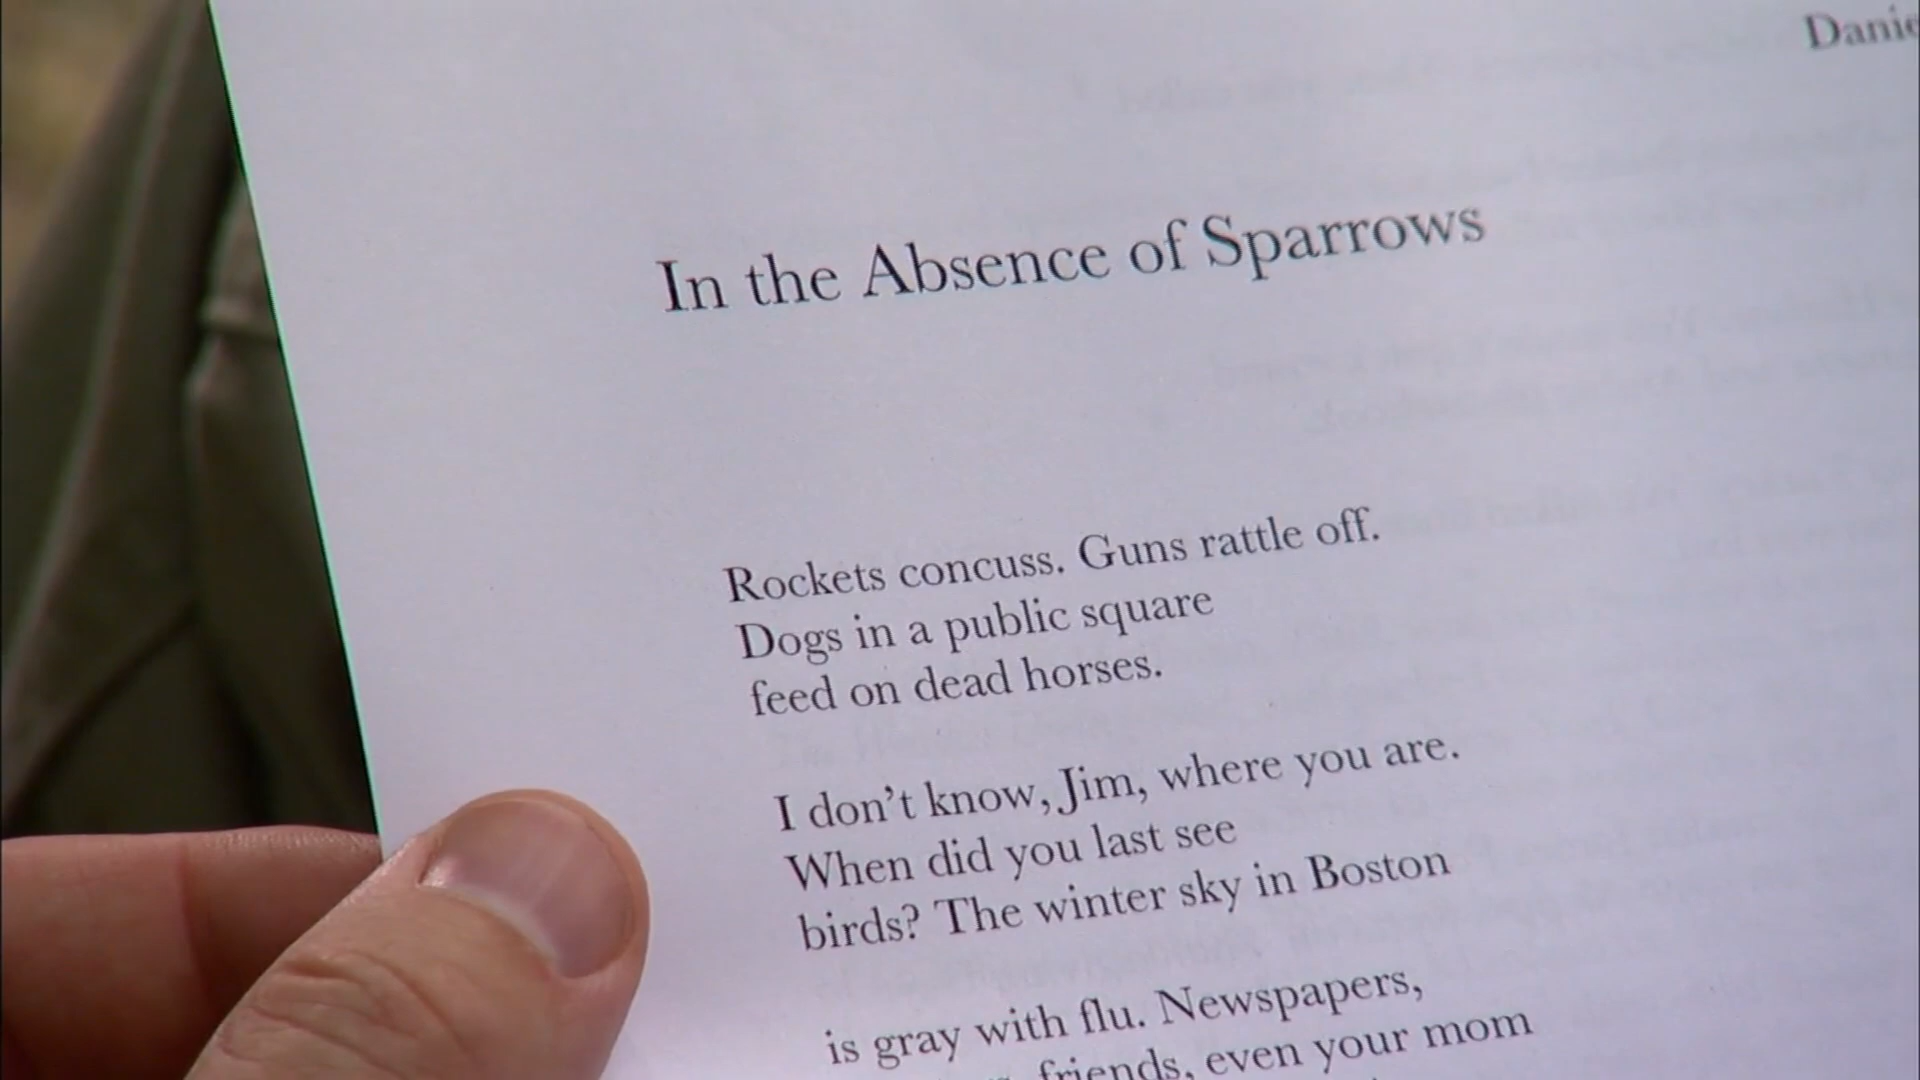 Danie
In the Absence of Sparrows
Rockets concuss. Guns rattle off.
Dogs in a public square
feed on dead horses.
I don't know, Jim, where you are.
When did you last see
birds? The winter sky in Boston
is gray with flu. Newspapers,
friends, even your mom